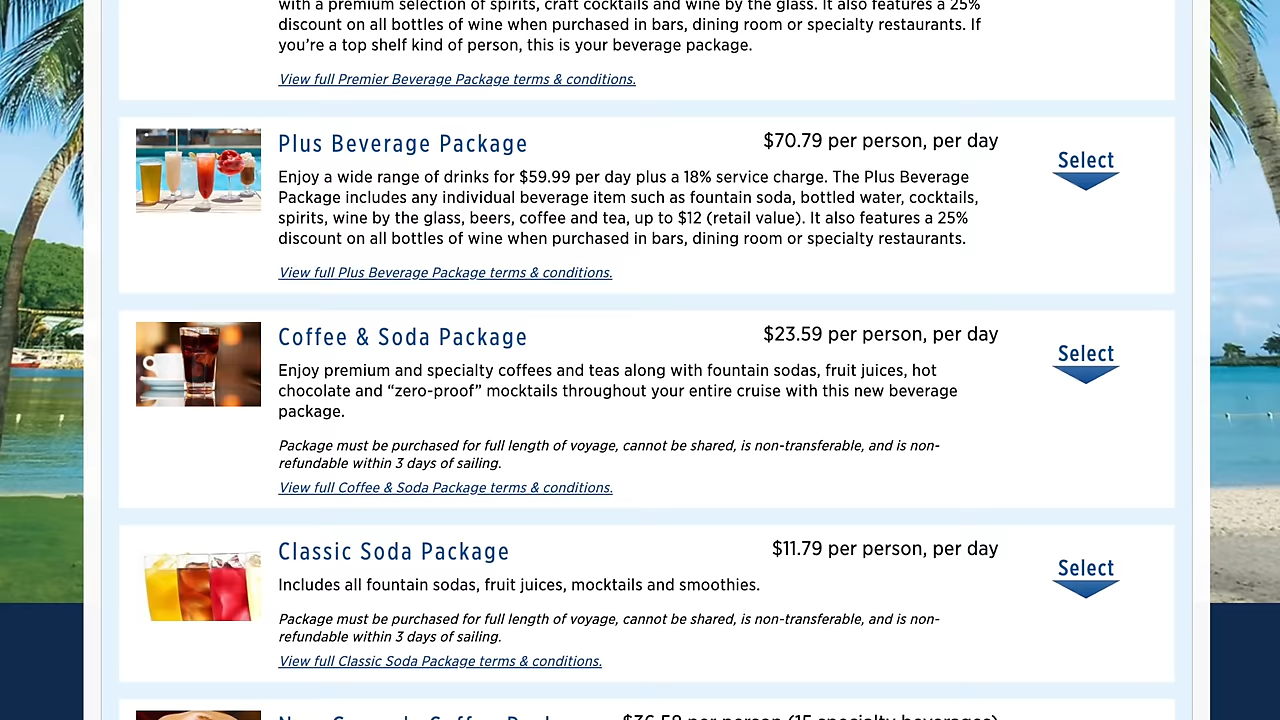 with a premium selection of spirits, craft cocktails and wine by the glass. It also features a 25%
discount on all bottles of wine when purchased in bars, dining room or specialty restaurants. If
you’re a top shelf kind of person, this is your beverage package.
View full Premier Beverage Package terms & conditions.
Plus Beverage Package
$70.79 per person, per day
Select
Enjoy a wide range of drinks for $59.99 per day plus a 18% service charge. The Plus Beverage
Package includes any individual beverage item such as fountain soda, bottled water, cocktails,
spirits, wine by the glass, beers, coffee and tea, up to $12 (retail value). It also features a 25%
discount on all bottles of wine when purchased in bars, dining room or specialty restaurants.
View full Plus Beverage Package terms & conditions.
Coffee & Soda Package
$23.59 per person, per day
Select
Enjoy premium and specialty coffees and teas along with fountain sodas, fruit juices, hot
chocolate and “zero-proof” mocktails throughout your entire cruise with this new beverage
package.
Package must be purchased for full length of voyage, cannot be shared, is non-transferable, and is non-
refundable within 3 days of sailing.
View full Coffee & Soda Package terms & conditions.
Classic Soda Package
$11.79 per person, per day
Select
Includes all fountain sodas, fruit juices, mocktails and smoothies.
Package must be purchased for full length of voyage, cannot be shared, is non-transferable, and is non-
refundable within 3 days of sailing.
View full Classic Soda Package terms & conditions.
$36.58 per person (15 specialty beverages)